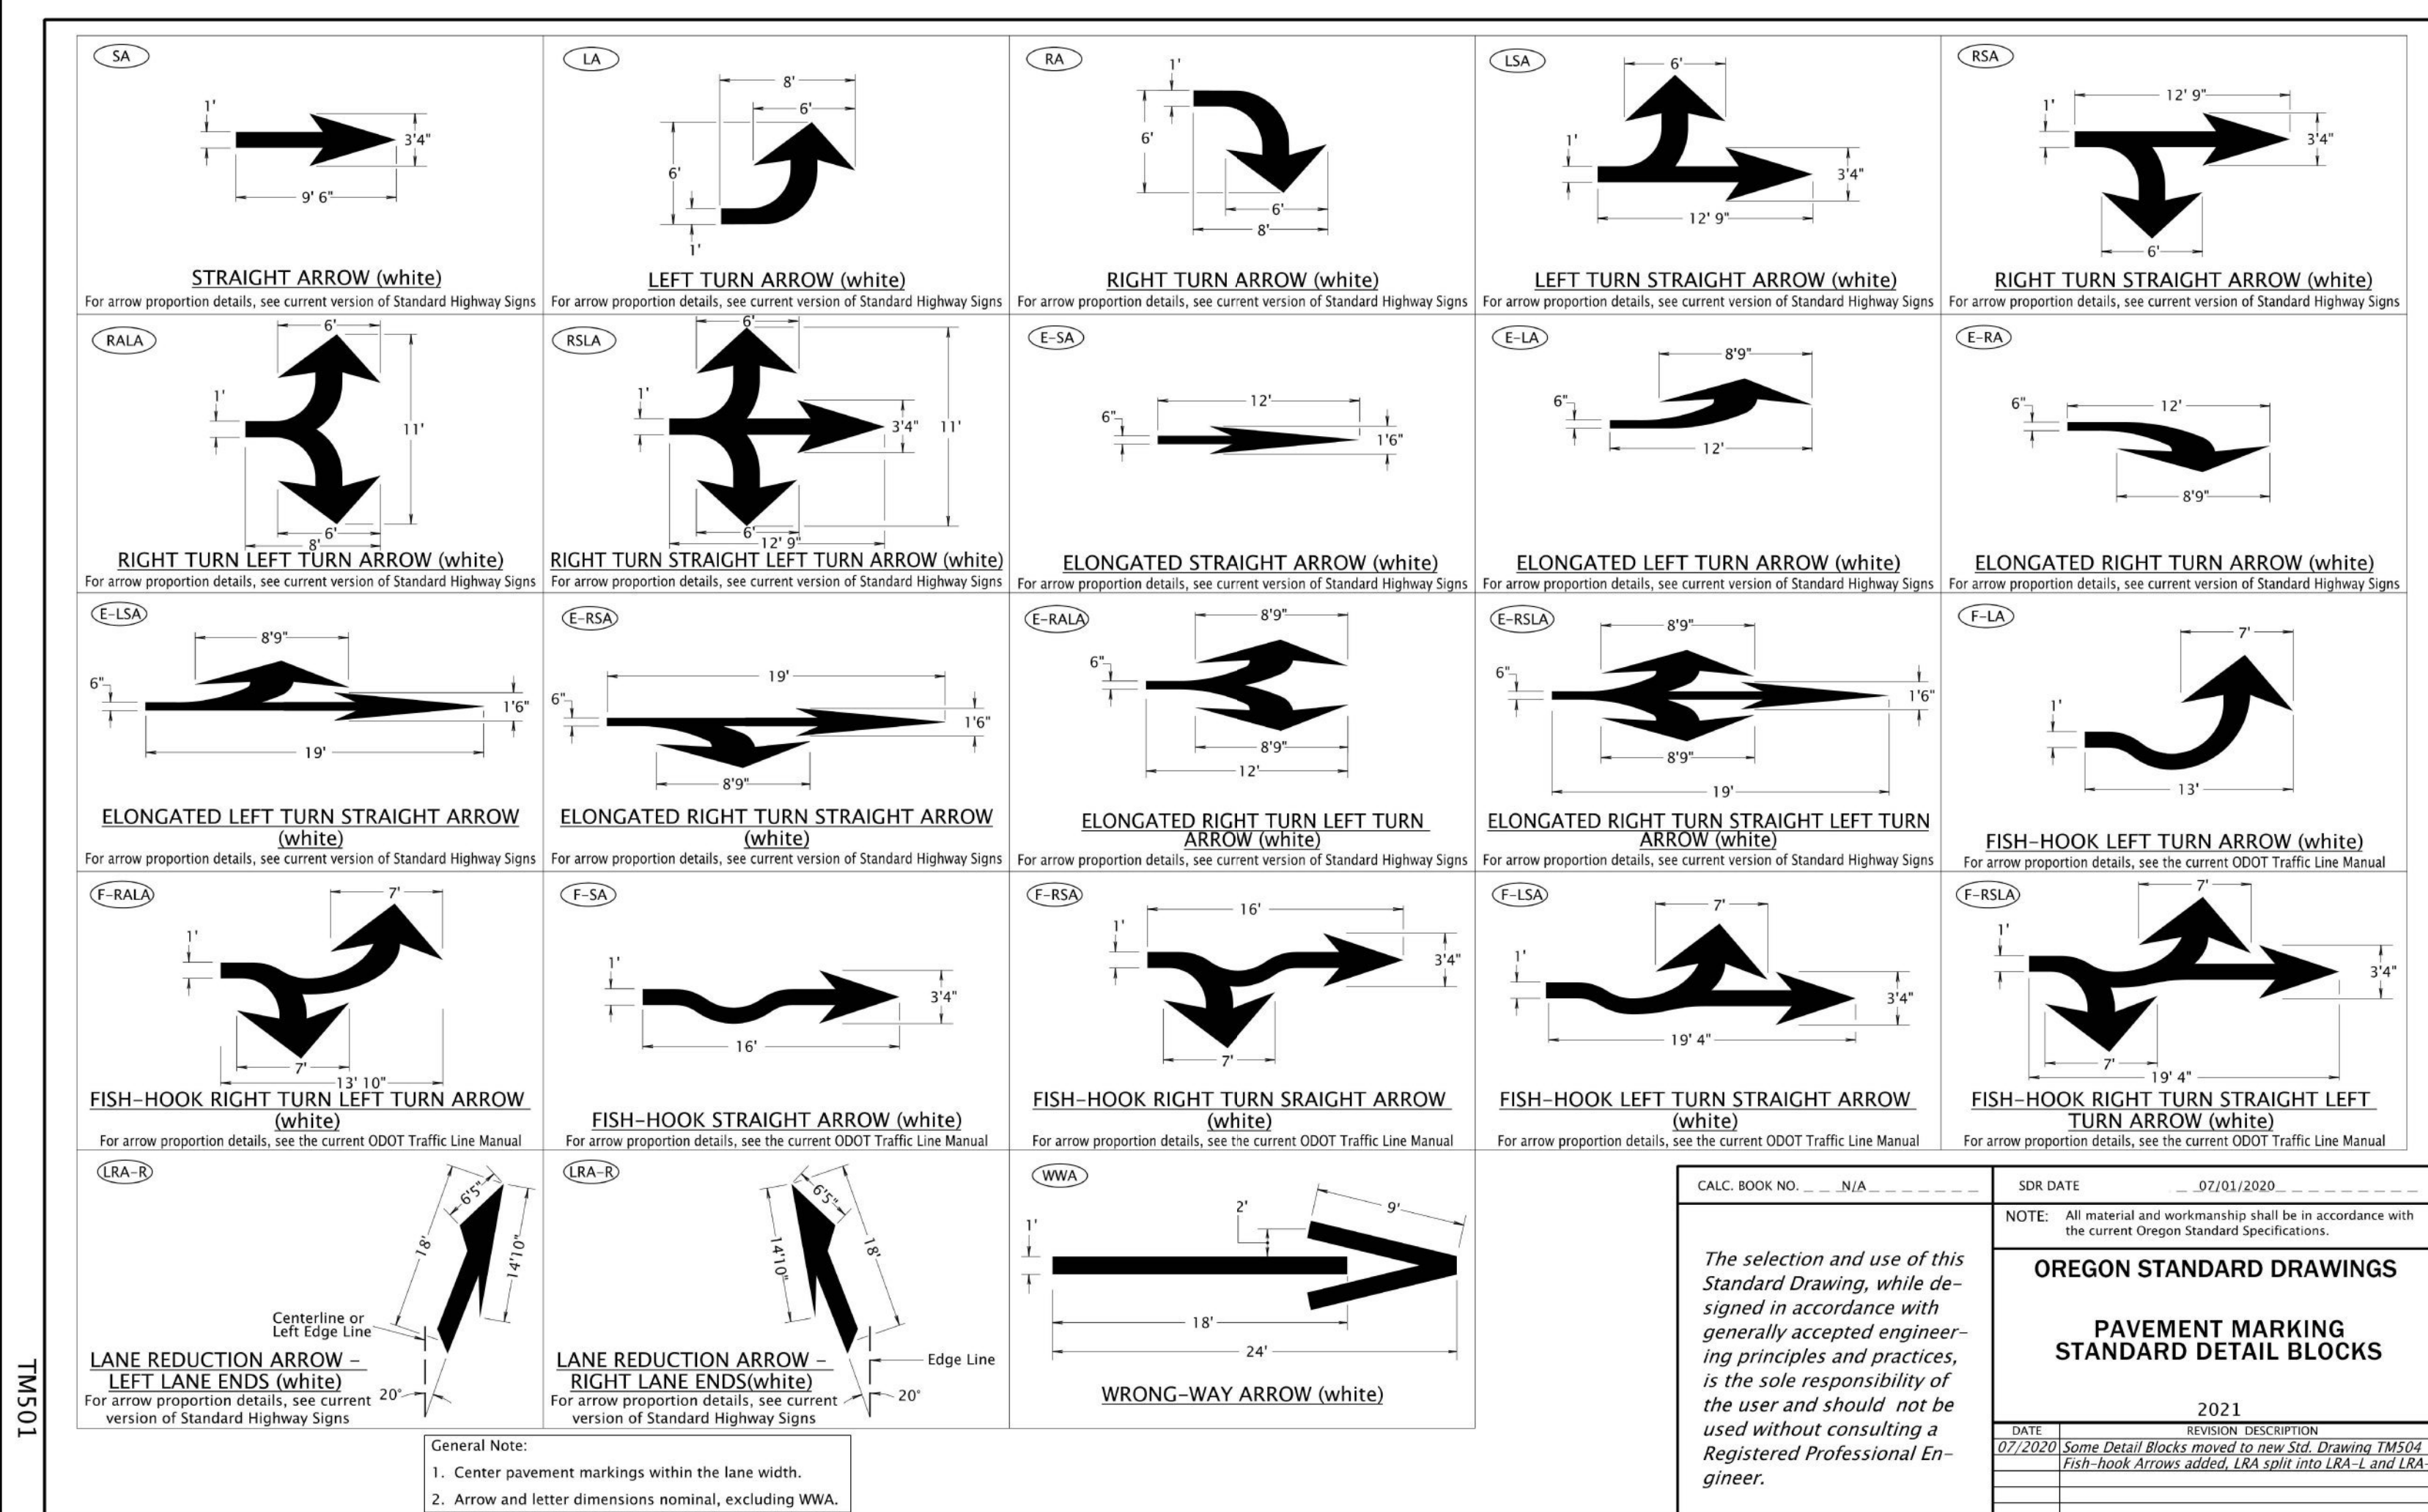 SA
1'
3'4"
9' 6"
STRAIGHT ARROW (white)
For arrow proportion details, see current version of Standard Highway Signs
LA
8'
6'
6'
1'
LEFT TURN ARROW (white)
For arrow proportion details, see current version of Standard Highway Signs
RA
1'
6'
6'
8'
RIGHT TURN ARROW (white)
For arrow proportion details, see current version of Standard Highway Signs
LSA
6'
1'
3'4"
12' 9"
LEFT TURN STRAIGHT ARROW (white)
For arrow proportion details, see current version of Standard Highway Signs
RSA
12' 9"
1'
3'4"
6'
RIGHT TURN STRAIGHT ARROW (white)
For arrow proportion details, see current version of Standard Highway Signs
RALA
6'
1'
11'
6'
8'
RIGHT TURN LEFT TURN ARROW (white)
For arrow proportion details, see current version of Standard Highway Signs
RSLA
6'
1'
3'4"
11'
6'
12' 9"
RIGHT TURN STRAIGHT LEFT TURN ARROW (white)
For arrow proportion details, see current version of Standard Highway Signs
E-SA
12'
6"
1'6"
ELONGATED STRAIGHT ARROW (white)
For arrow proportion details, see current version of Standard Highway Signs
E-LA
8'9"
6"
12'
ELONGATED LEFT TURN ARROW (white)
For arrow proportion details, see current version of Standard Highway Signs
E-RA
6"
12'
8'9"
ELONGATED RIGHT TURN ARROW (white)
For arrow proportion details, see current version of Standard Highway Signs
E-LSA
8'9"
6"
1'6"
19'
ELONGATED LEFT TURN STRAIGHT ARROW
(white)
For arrow proportion details, see current version of Standard Highway Signs
E-RSA
19'
6"
1'6"
8'9"
ELONGATED RIGHT TURN STRAIGHT ARROW
(white)
For arrow proportion details, see current version of Standard Highway Signs
E-RALA
8'9"
6"
8'9"
12'
ELONGATED RIGHT TURN LEFT TURN
ARROW (white)
For arrow proportion details, see current version of Standard Highway Signs
E-RSLA
8'9"
6"
1'6"
8'9"
19'
ELONGATED RIGHT TURN STRAIGHT LEFT TURN
ARROW (white)
For arrow proportion details, see current version of Standard Highway Signs
F-LA
7'
1'
13'
FISH-HOOK LEFT TURN ARROW (white)
For arrow proportion details, see the current ODOT Traffic Line Manual
F-RALA
7'
1'
7'
13' 10"
FISH-HOOK RIGHT TURN LEFT TURN ARROW
(white)
For arrow proportion details, see the current ODOT Traffic Line Manual
F-SA
1'
3'4"
16'
FISH-HOOK STRAIGHT ARROW (white)
For arrow proportion details, see the current ODOT Traffic Line Manual
F-RSA
16'
1'
3'4"
7'
FISH-HOOK RIGHT TURN SRAIGHT ARROW
(white)
For arrow proportion details, see the current ODOT Traffic Line Manual
F-LSA
7'
1'
3'4"
19' 4"
FISH-HOOK LEFT TURN STRAIGHT ARROW
(white)
For arrow proportion details, see the current ODOT Traffic Line Manual
F-RSLA
7'
1'
3'4"
7'
19' 4"
FISH-HOOK RIGHT TURN STRAIGHT LEFT
TURN ARROW (white)
For arrow proportion details, see the current ODOT Traffic Line Manual
LRA-R
6'5"
18'
14'10"
Centerline or
Left Edge Line
LANE REDUCTION ARROW -
LEFT LANE ENDS (white)
For arrow proportion details, see current
version of Standard Highway Signs
20°
LRA-R
6'5"
14'10"
18'
Edge Line
LANE REDUCTION ARROW -
RIGHT LANE ENDS(white)
For arrow proportion details, see current
version of Standard Highway Signs
20°
WWA
2'
9'
1'
18'
24'
WRONG-WAY ARROW (white)
General Note:
1. Center pavement markings within the lane width.
2. Arrow and letter dimensions nominal, excluding WWA.
TM501
CALC. BOOK NO. N/A
The selection and use of this
Standard Drawing, while de-
signed in accordance with
generally accepted engineer-
ing principles and practices,
is the sole responsibility of
the user and should not be
used without consulting a
Registered Professional En-
gineer.
SDR DATE 07/01/2020
NOTE: All material and workmanship shall be in accordance with
the current Oregon Standard Specifications.
OREGON STANDARD DRAWINGS
PAVEMENT MARKING
STANDARD DETAIL BLOCKS
2021
DATE REVISION DESCRIPTION
07/2020 Some Detail Blocks moved to new Std. Drawing TM504
Fish-hook Arrows added, LRA split into LRA-L and LRA-